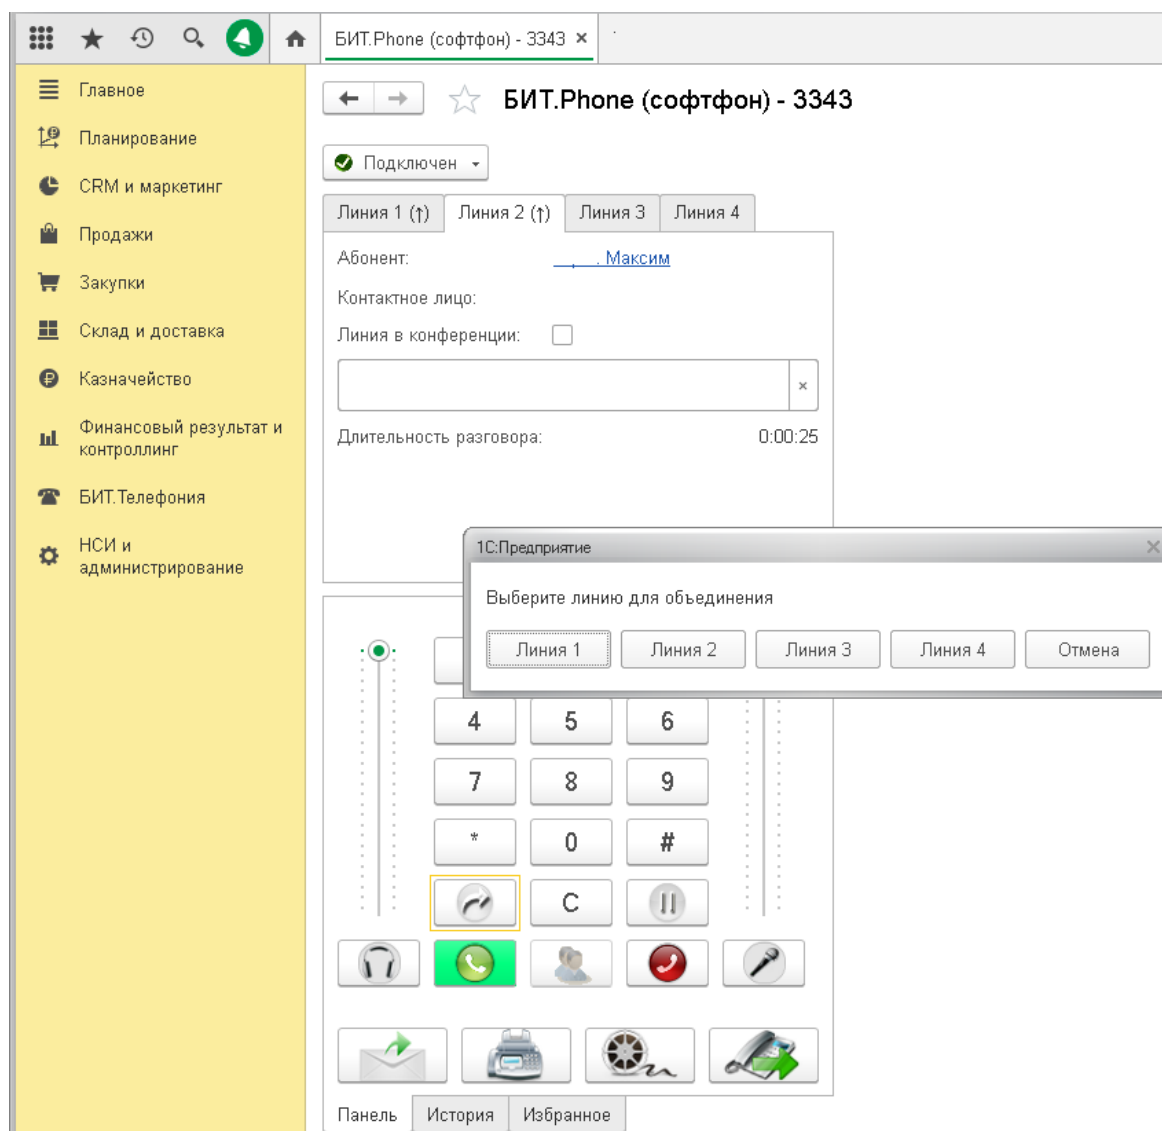 БИТ.Phone (софтфон) - 3343 ×
Главное
Планирование
CRM и маркетинг
Продажи
Закупки
Склад и доставка
Казначейство
Финансовый результат и
контроллинг
БИТ.Телефония
НСИ и
администрирование
БИТ.Phone (софтфон) - 3343
Подключен
Линия 1 (↑) Линия 2 (↑) Линия 3 Линия 4
Абонент: . Максим
Контактное лицо:
Линия в конференции:
×
Длительность разговора: 0:00:25
1С:Предприятие
Выберите линию для объединения
Линия 1 Линия 2 Линия 3 Линия 4 Отмена
4 5 6
7 8 9
* 0 #
C
Панель История Избранное